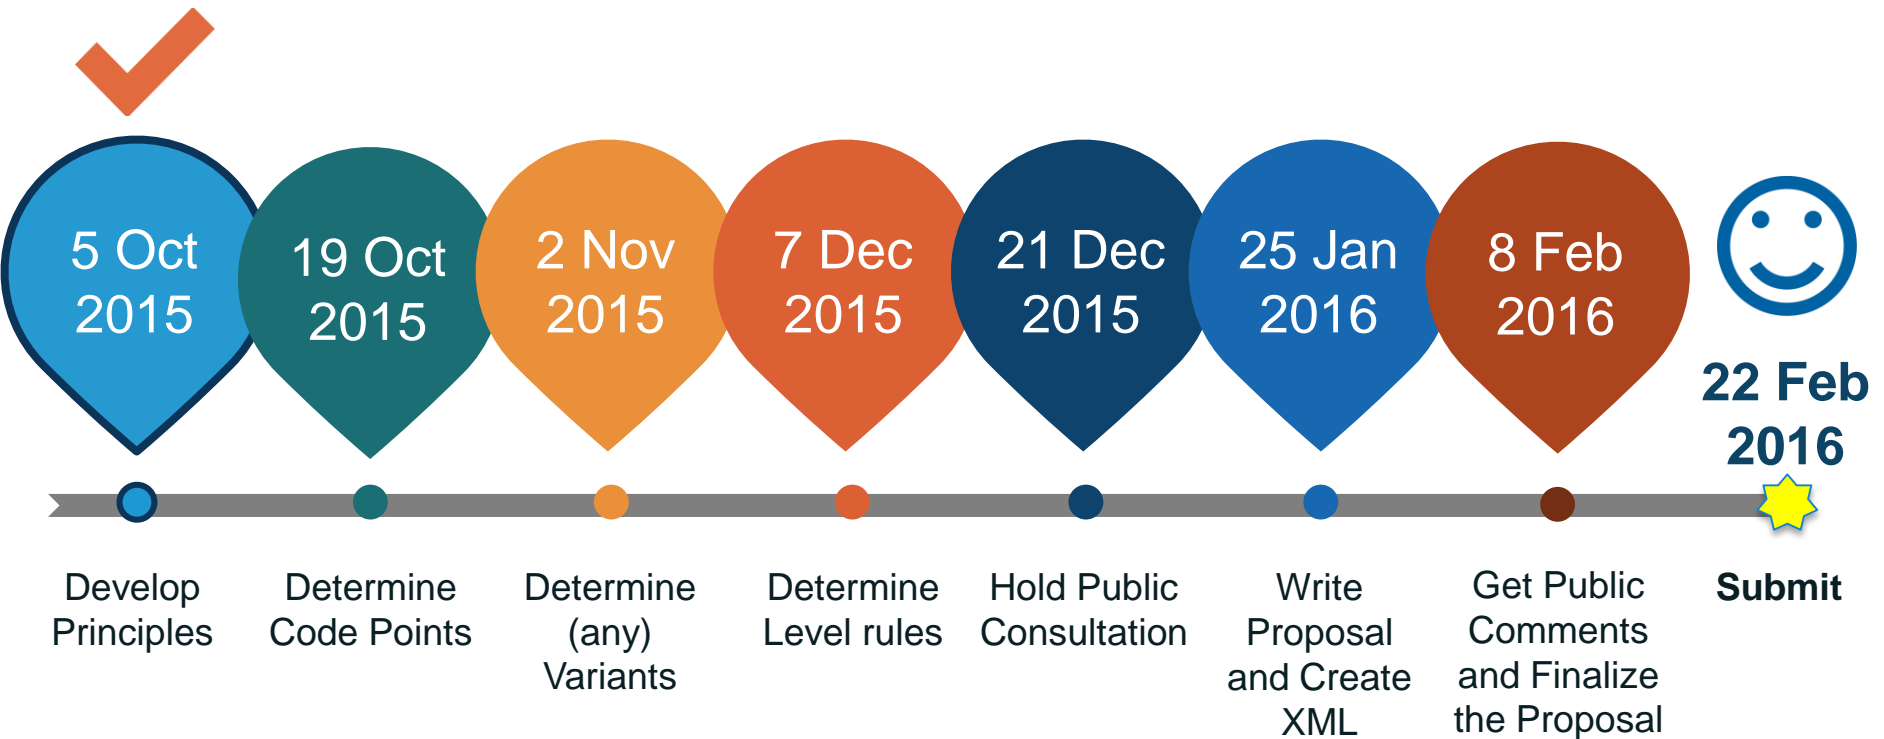 5 Oct
2015
19 Oct
2015
2 Nov
2015
7 Dec
2015
21 Dec
2015
25 Jan
2016
8 Feb
2016
22 Feb
2016
Develop
Principles
Determine
Code Points
Determine
(any)
Variants
Determine
Level rules
Hold Public
Consultation
Write
Proposal
and Create
XML
Get Public
Comments
and Finalize
the Proposal
Submit